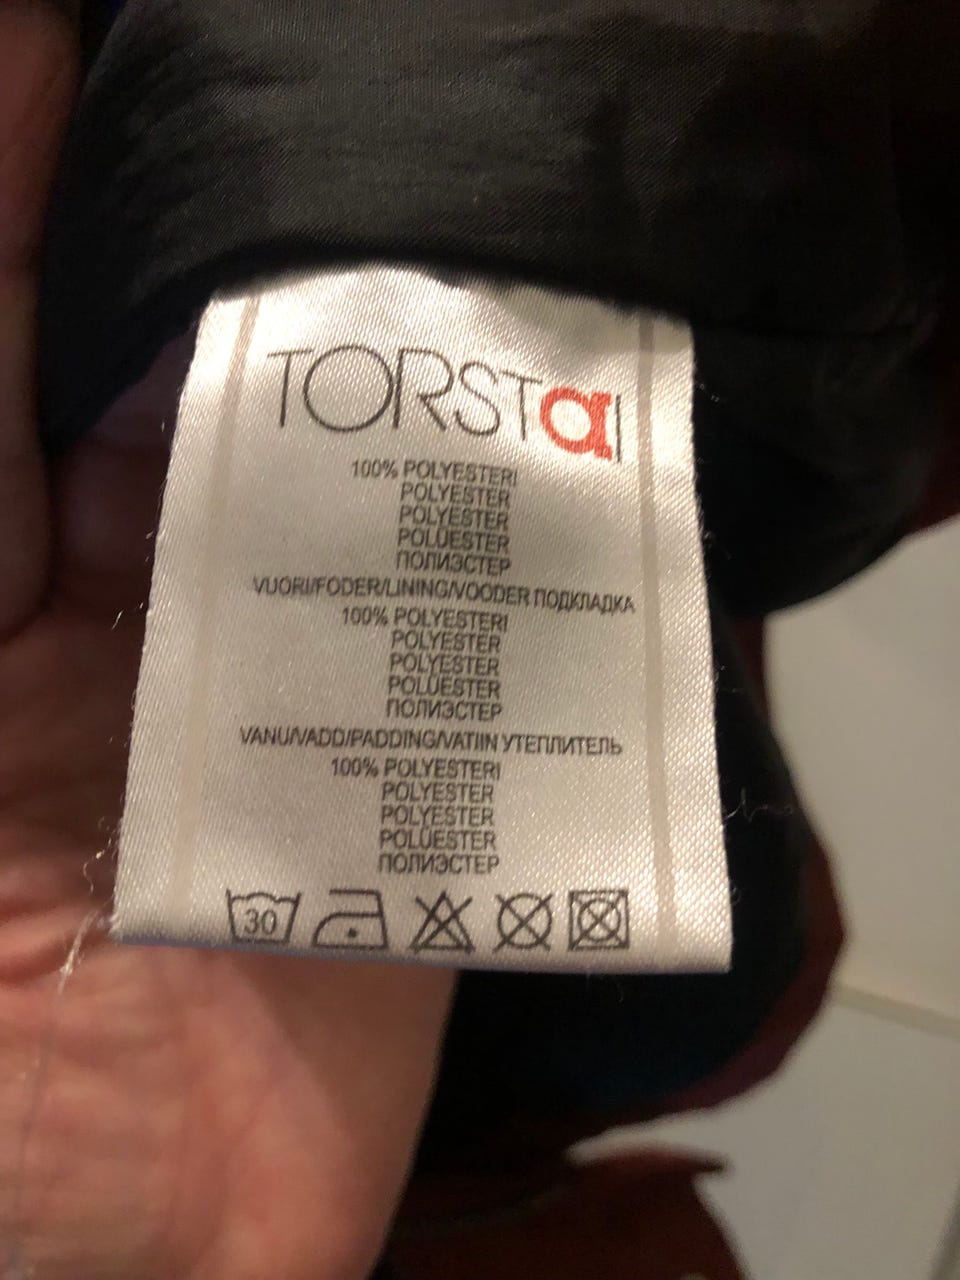 TORSTAI
100% POLYESTERI
POLYESTER
POLYESTER
POLÜESTER
ПОЛИЭСТЕР
VUORI/FODER/LINING/VOODER ПОДКЛАДКА
100% POLYESTERI
POLYESTER
POLYESTER
POLÜESTER
ПОЛИЭСТЕР
VANU/VADD/PADDING/VATIIN УТЕПЛИТЕЛЬ
100% POLYESTERI
POLYESTER
POLYESTER
POLÜESTER
ПОЛИЭСТЕР
30